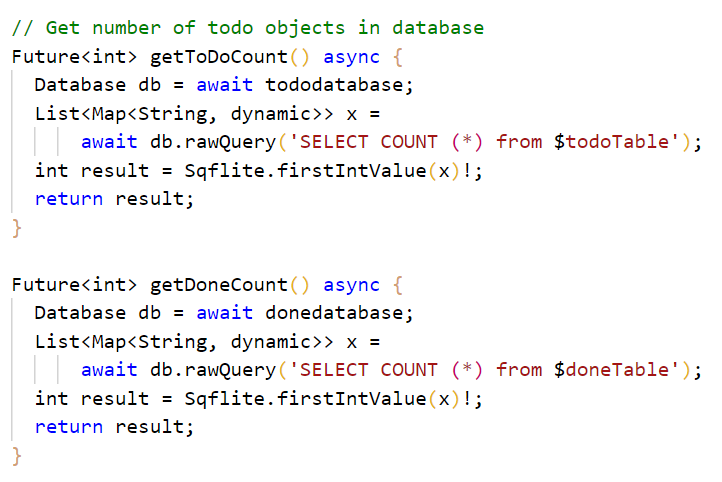 // Get number of todo objects in database
Future<int> getToDoCount() async {
Database db = await tododatabase;
List<Map<String, dynamic>> x =
await db.rawQuery('SELECT COUNT (*) from $todoTable');
int result = Sqflite.firstIntValue(x)!;
return result;
}
Future<int> getDoneCount() async {
Database db = await donedatabase;
List<Map<String, dynamic>> x =
await db.rawQuery('SELECT COUNT (*) from $doneTable');
int result = Sqflite.firstIntValue(x)!;
return result;
}